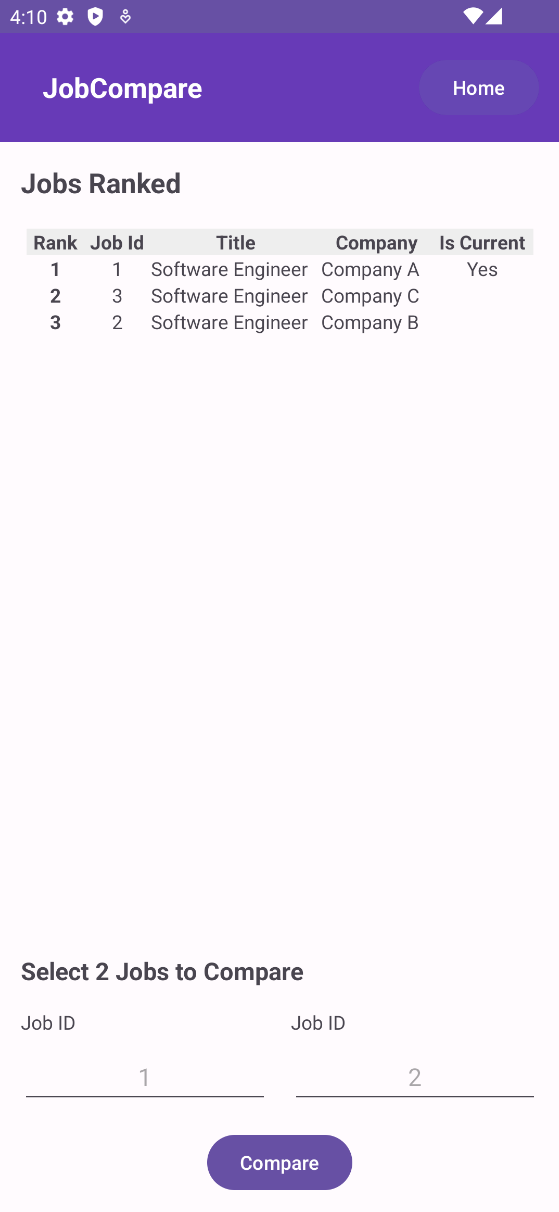 4:10
JobCompare Home
Jobs Ranked
Rank Job Id Title Company Is Current
1 1 Software Engineer Company A Yes
2 3 Software Engineer Company C
3 2 Software Engineer Company B
Select 2 Jobs to Compare
Job ID Job ID
1 2
Compare